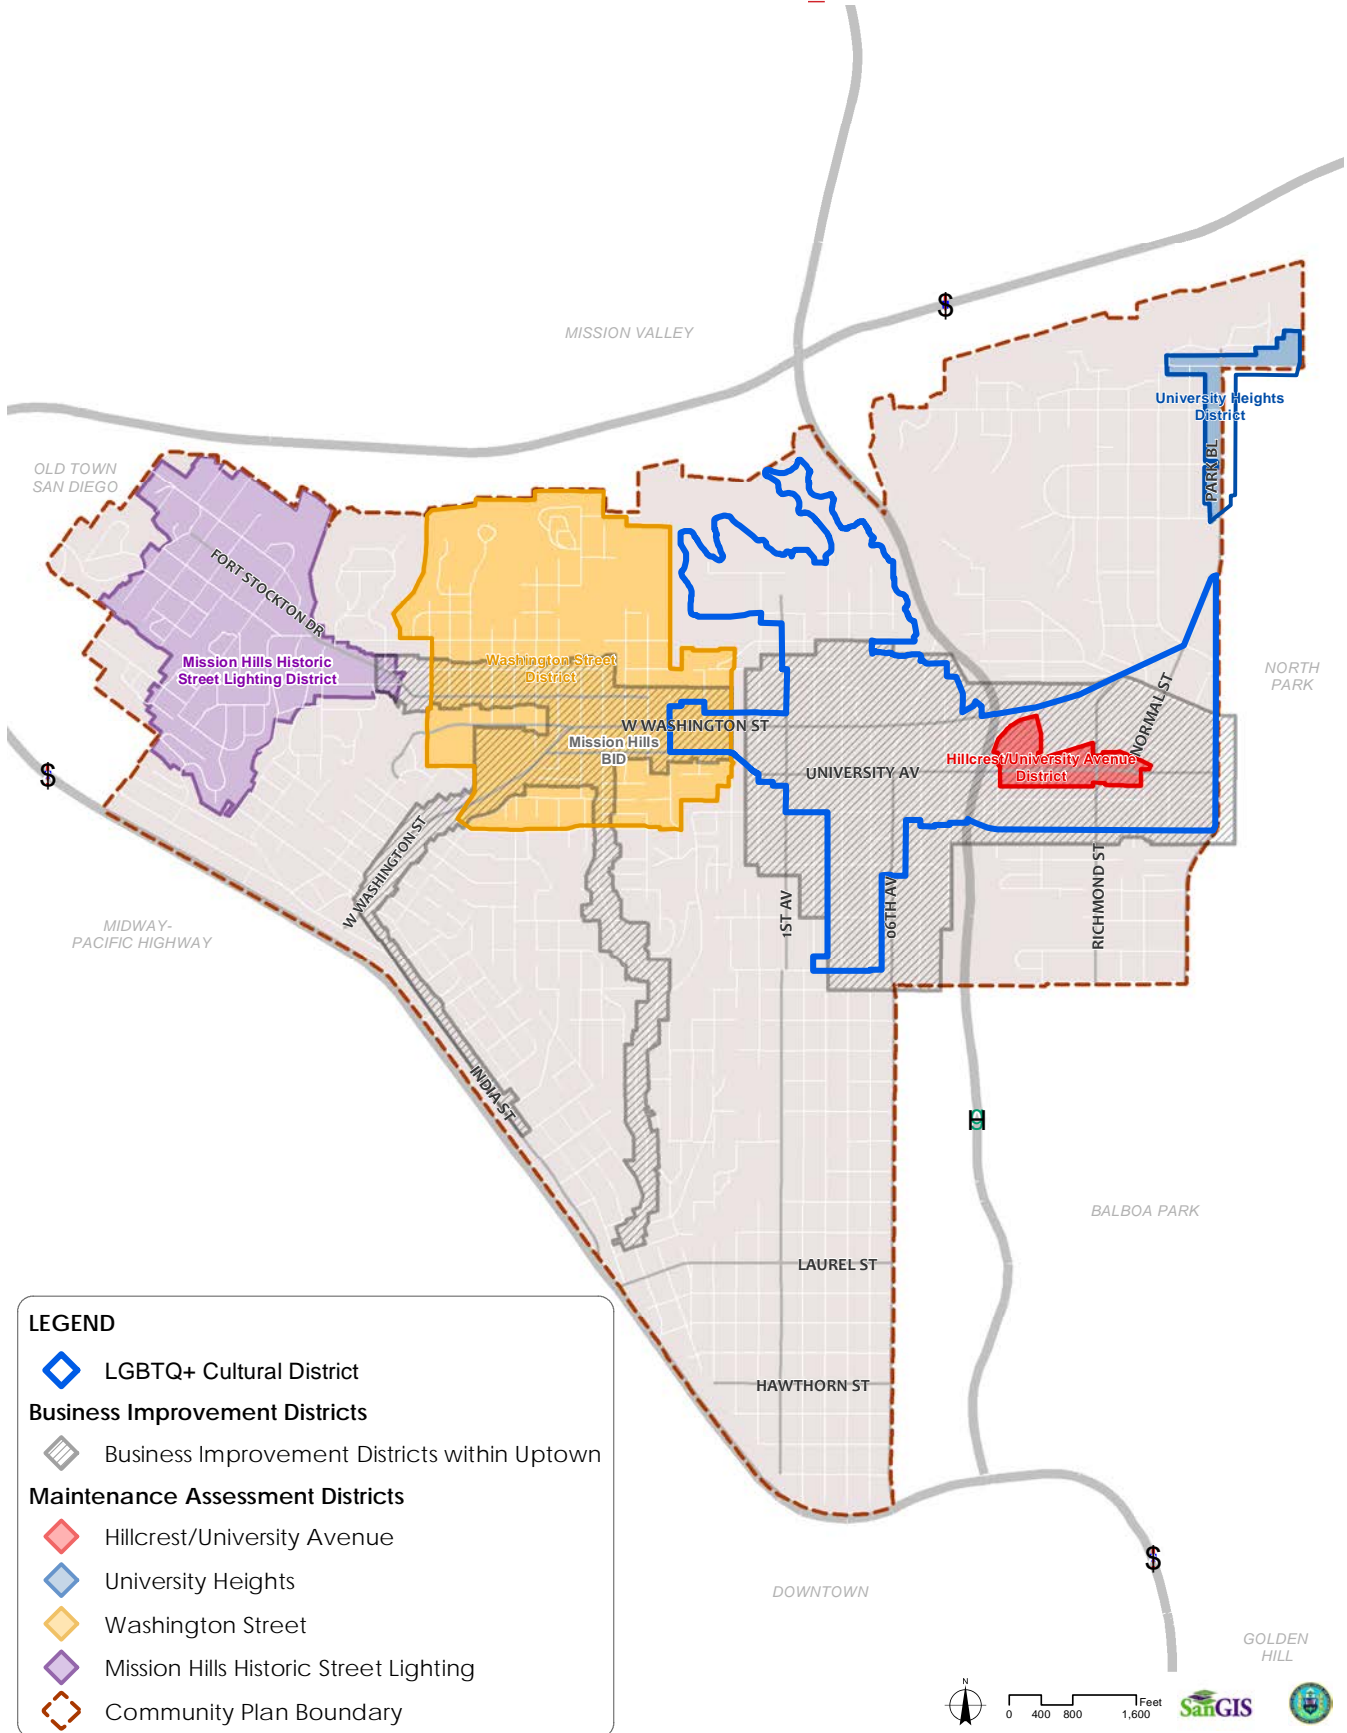 MISSION VALLEY
$
University Heights
District
PARK BL
OLD TOWN
SAN DIEGO
FORT STOCKTON DR
Mission Hills Historic
Street Lighting District
Washington Street
District
NORTH
PARK
NORMAL ST
W WASHINGTON ST
Mission Hills
BID
UNIVERSITY AV
Hillcrest/University Avenue
District
$
W WASHINGTON ST
1ST AV
06TH AV
RICHMOND ST
MIDWAY-
PACIFIC HIGHWAY
INDIA ST
H
BALBOA PARK
LAUREL ST
HAWTHORN ST
LEGEND
LGBTQ+ Cultural District
Business Improvement Districts
Business Improvement Districts within Uptown
Maintenance Assessment Districts
Hillcrest/University Avenue
University Heights
Washington Street
Mission Hills Historic Street Lighting
Community Plan Boundary
$
DOWNTOWN
GOLDEN
HILL
N
Feet
0 400 800 1,600
SanGIS